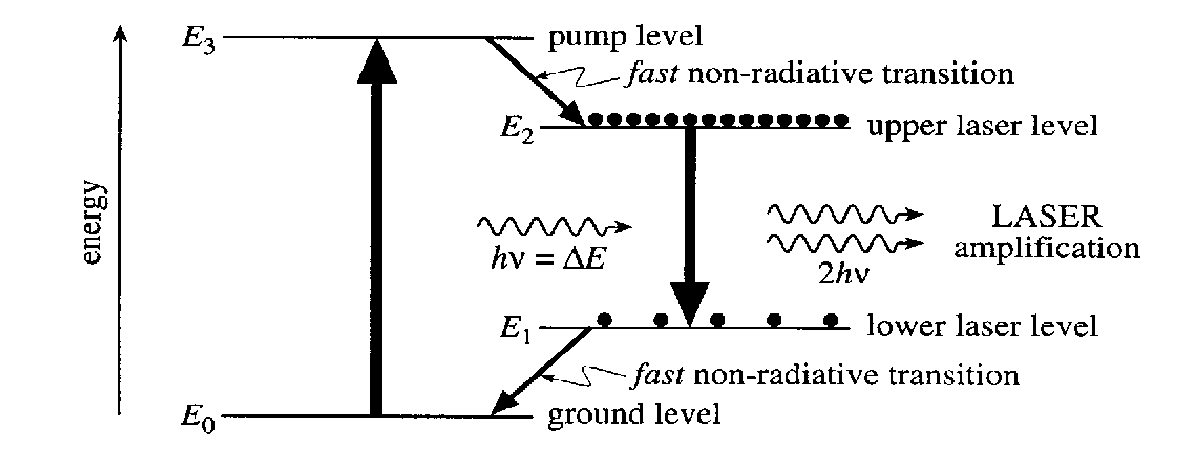 E3 pump level
fast non-radiative transition
E2 upper laser level
energy
hν = ΔE
2hν
LASER
amplification
E1 lower laser level
fast non-radiative transition
E0 ground level